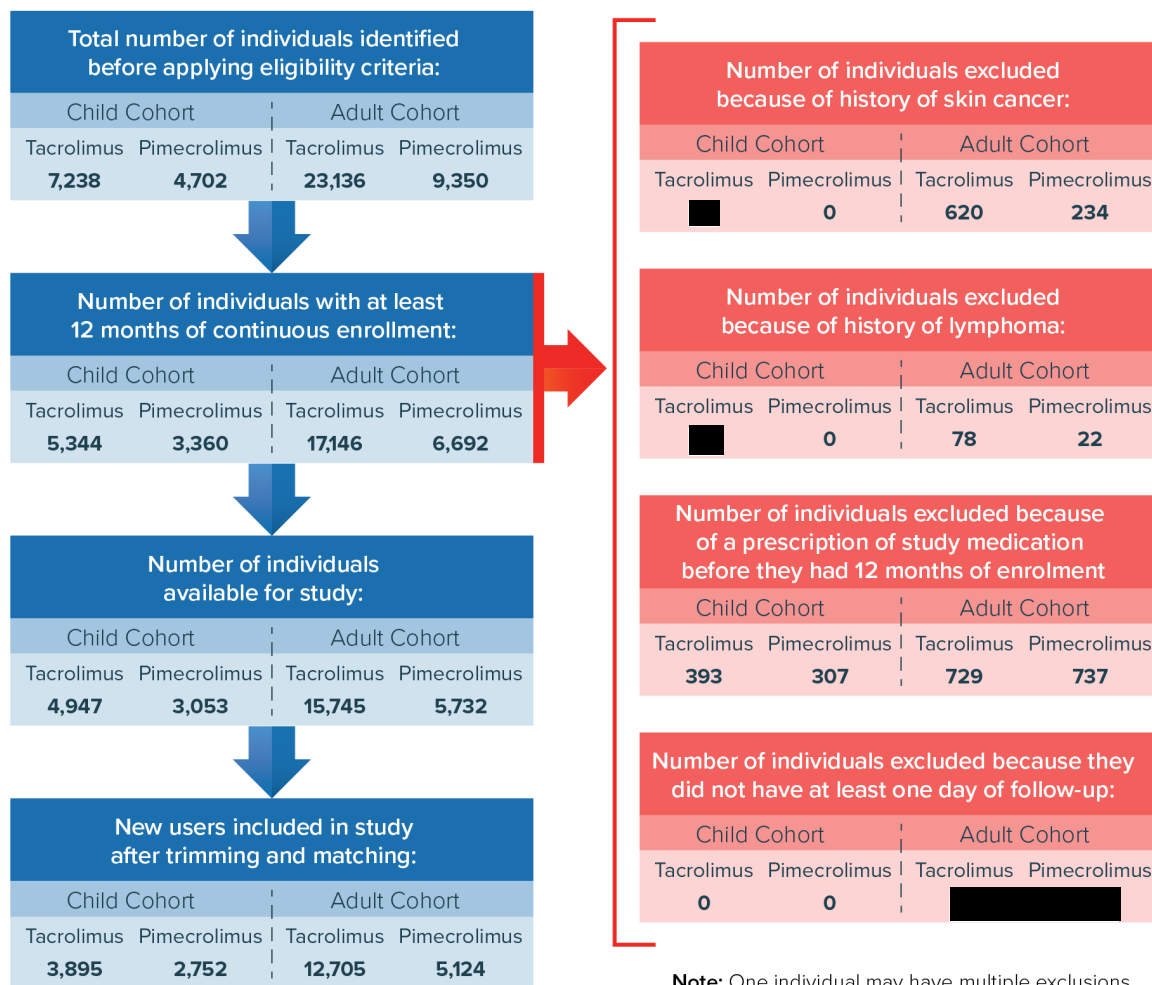 Total number of individuals identified
before applying eligibility criteria:
Child Cohort Adult Cohort
Tacrolimus Pimecrolimus Tacrolimus Pimecrolimus
7,238 4,702 23,136 9,350
Number of individuals with at least
12 months of continuous enrollment:
Child Cohort Adult Cohort
Tacrolimus Pimecrolimus Tacrolimus Pimecrolimus
5,344 3,360 17,146 6,692
Number of individuals
available for study:
Child Cohort Adult Cohort
Tacrolimus Pimecrolimus Tacrolimus Pimecrolimus
4,947 3,053 15,745 5,732
New users included in study
after trimming and matching:
Child Cohort Adult Cohort
Tacrolimus Pimecrolimus Tacrolimus Pimecrolimus
3,895 2,752 12,705 5,124
Number of individuals excluded
because of history of skin cancer:
Child Cohort Adult Cohort
Tacrolimus Pimecrolimus Tacrolimus Pimecrolimus
0 620 234
Number of individuals excluded
because of history of lymphoma:
Child Cohort Adult Cohort
Tacrolimus Pimecrolimus Tacrolimus Pimecrolimus
0 78 22
Number of individuals excluded because
of a prescription of study medication
before they had 12 months of enrolment
Child Cohort Adult Cohort
Tacrolimus Pimecrolimus Tacrolimus Pimecrolimus
393 307 729 737
Number of individuals excluded because they
did not have at least one day of follow-up:
Child Cohort Adult Cohort
Tacrolimus Pimecrolimus Tacrolimus Pimecrolimus
0 0
Note: One individual may have multiple exclusions